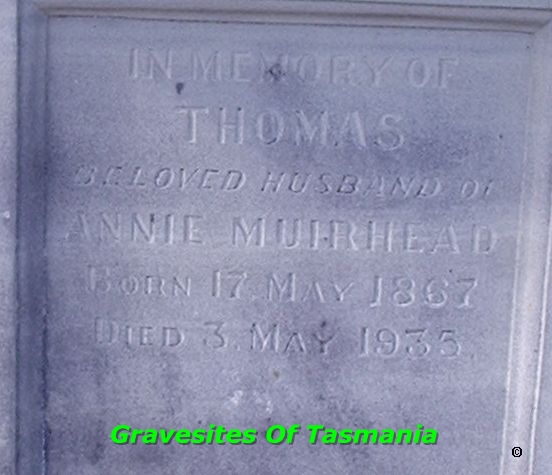 IN MEMORY OF
THOMAS
BELOVED HUSBAND OF
ANNIE MUIRHEAD
BORN 17. MAY 1867
DIED 3. MAY 1935.
Gravesites Of Tasmania
©